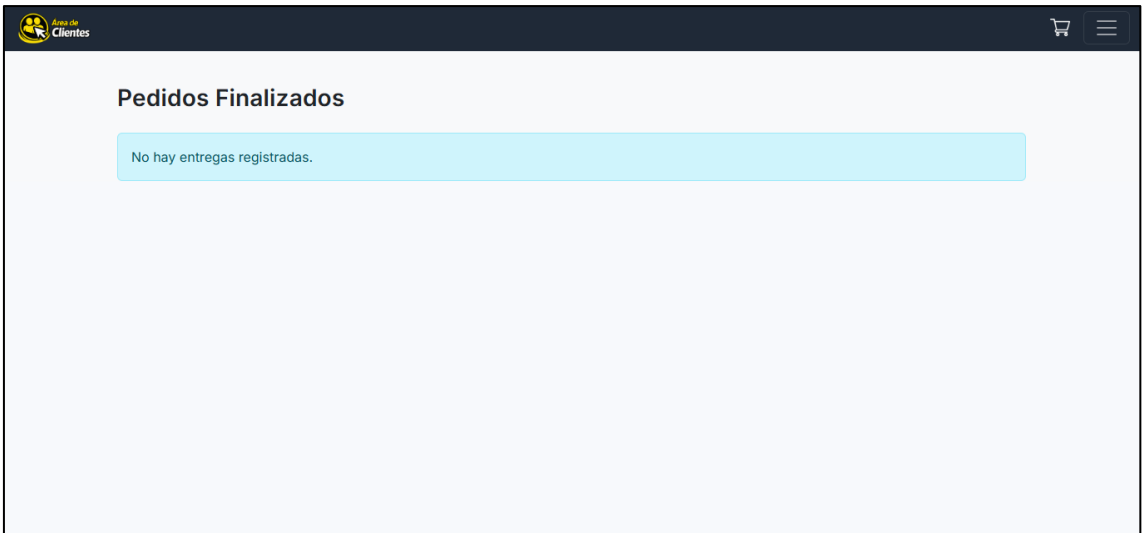 Área de
Clientes
Pedidos Finalizados
No hay entregas registradas.